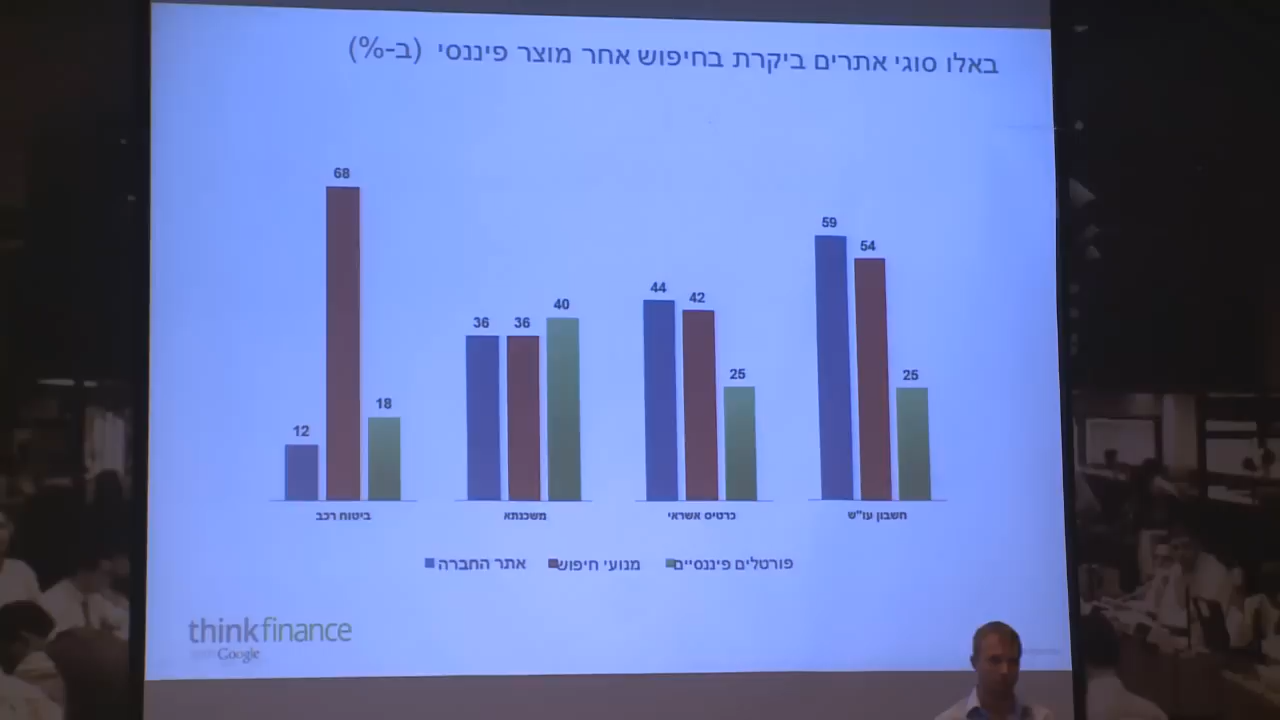 באלו סוגי אתרים ביקרת בחיפוש אחר מוצר פיננסי (ב-%)
68
59
54
44
42
40
36
36
25
25
18
12
ביטוח רכב
משכנתא
כרטיס אשראי
חשבון עו"ש
אתר החברה
מנועי חיפוש
פורטלים פיננסיים
thinkfinance
Google